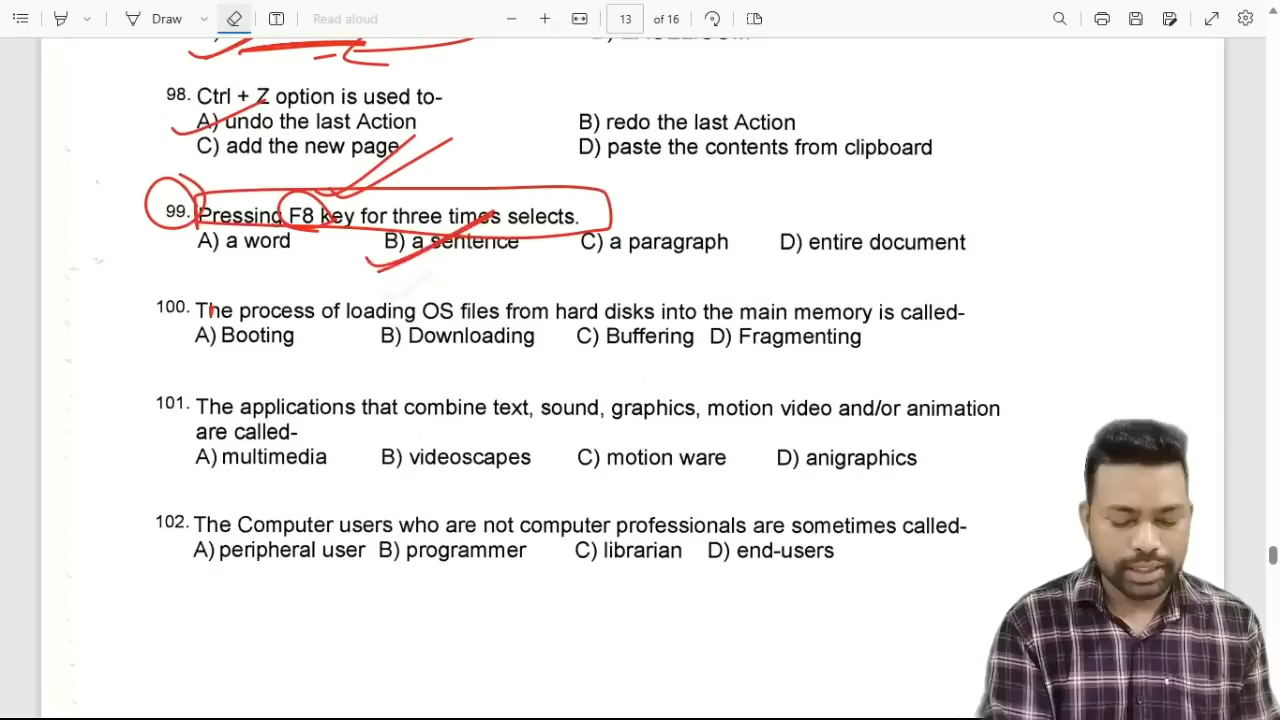 Draw
Read aloud
13
of 16
98. Ctrl + Z option is used to-
A) undo the last Action B) redo the last Action
C) add the new page D) paste the contents from clipboard
99. Pressing F8 key for three times selects.
A) a word B) a sentence C) a paragraph D) entire document
100. The process of loading OS files from hard disks into the main memory is called-
A) Booting B) Downloading C) Buffering D) Fragmenting
101. The applications that combine text, sound, graphics, motion video and/or animation
are called-
A) multimedia B) videoscapes C) motion ware D) anigraphics
102. The Computer users who are not computer professionals are sometimes called-
A) peripheral user B) programmer C) librarian D) end-users